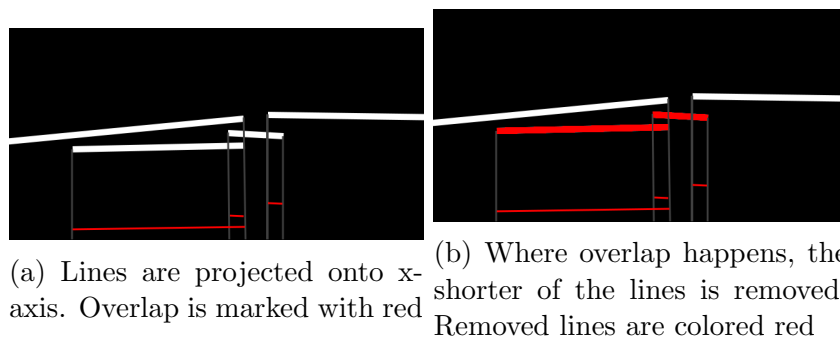 (a) Lines are projected onto x-
axis. Overlap is marked with red
(b) Where overlap happens, the
shorter of the lines is removed
Removed lines are colored red